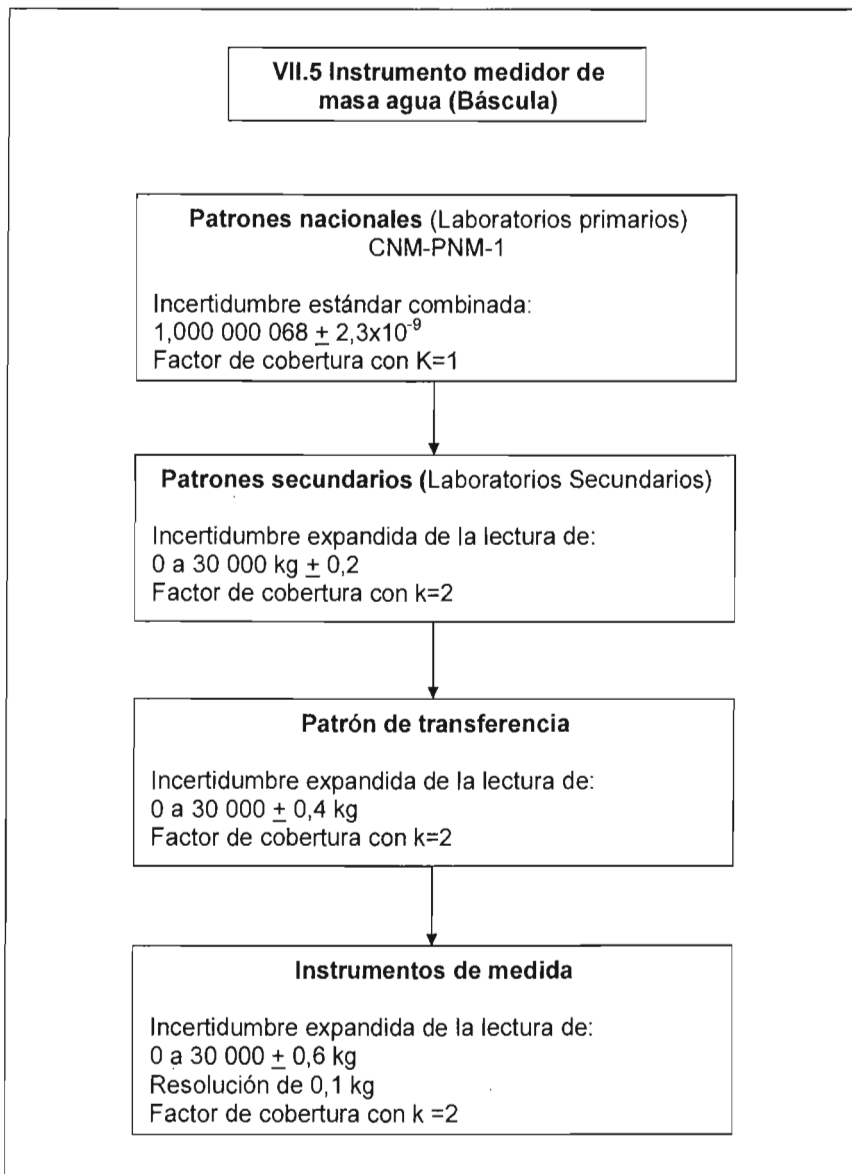 VII.5 Instrumento medidor de
masa agua (Báscula)
Patrones nacionales (Laboratorios primarios)
CNM-PNM-1
Incertidumbre estándar combinada:
1,000 000 068 ± 2,3x10⁻⁹
Factor de cobertura con K=1
Patrones secundarios (Laboratorios Secundarios)
Incertidumbre expandida de la lectura de:
0 a 30 000 kg ± 0,2
Factor de cobertura con k=2
Patrón de transferencia
Incertidumbre expandida de la lectura de:
0 a 30 000 ± 0,4 kg
Factor de cobertura con k=2
Instrumentos de medida
Incertidumbre expandida de la lectura de:
0 a 30 000 ± 0,6 kg
Resolución de 0,1 kg
Factor de cobertura con k =2